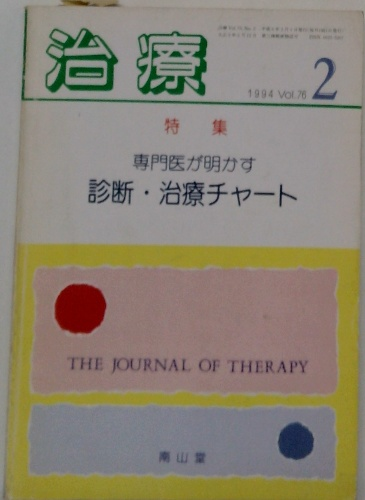 治療
1994 Vol.76 2
特集
専門医が明かす
診断・治療チャート
THE JOURNAL OF THERAPY
南山堂